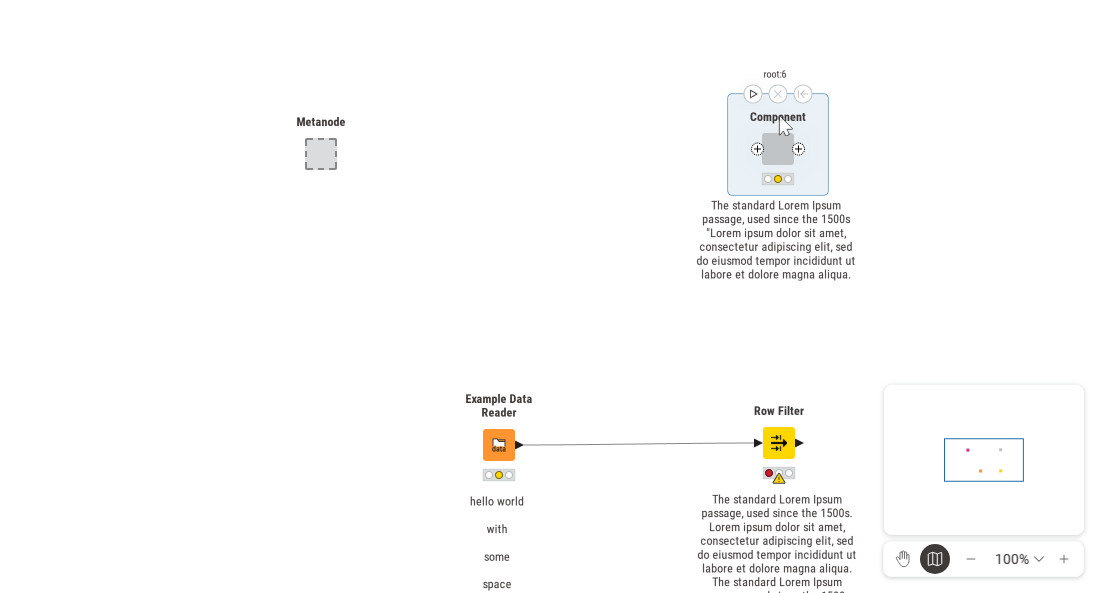 root:6
Metanode
Component
The standard Lorem Ipsum
passage, used since the 1500s
"Lorem ipsum dolor sit amet,
consectetur adipiscing elit, sed
do eiusmod tempor incididunt ut
labore et dolore magna aliqua.
Example Data
Reader
data
hello world
with
some
space
Row Filter
The standard Lorem Ipsum
passage, used since the 1500s.
Lorem ipsum dolor sit amet,
consectetur adipiscing elit, sed
do eiusmod tempor incididunt ut
labore et dolore magna aliqua.
The standard Lorem Ipsum
100%